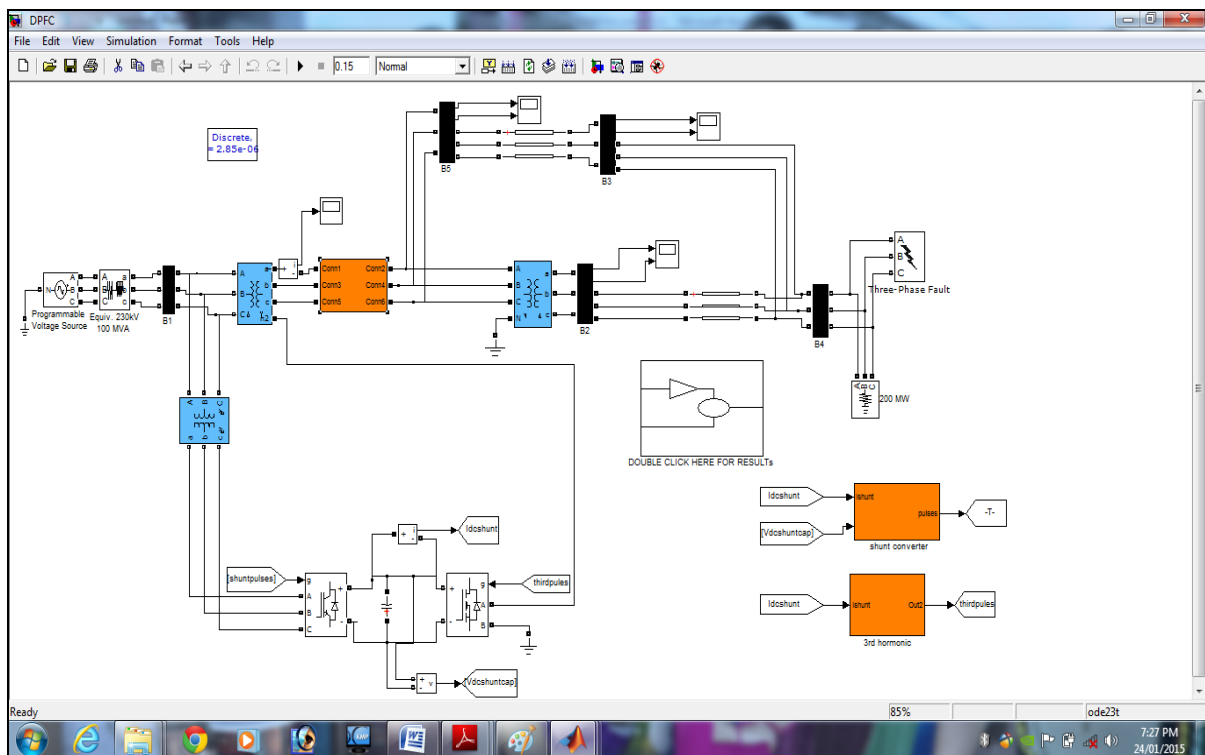 DPFC
File Edit View Simulation Format Tools Help
0.15 Normal
Discrete,
= 2.85e-06
B5
B3
A
B
C
Three-Phase Fault
N A B C
Programmable
Voltage Source
A B C a b c
Equiv. 230kV
100 MVA
B1
A B C a b c n2
+ i -
Conn1 Conn2
Conn3 Conn4
Conn5 Conn6
A B C N a b c
B2
B4
A B C
200 MW
A B C
a b c
DOUBLE CLICK HERE FOR RESULTs
Idcshunt
Ishunt
pulses
-T-
[Vdcshuntcap]
shunt converter
+ i -
Idcshunt
[shuntpulses]
g A B C + -
+ - g A B
thirdpules
Idcshunt
Ishunt Out2
thirdpules
3rd hormonic
+ - v
[Vdcshuntcap]
Ready
85%
ode23t
7:27 PM
24/01/2015